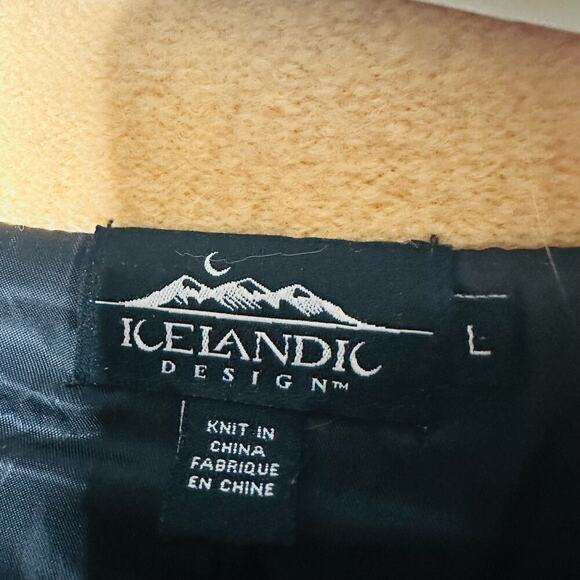 ICELANDIC
DESIGN™
L
KNIT IN
CHINA
FABRIQUE
EN CHINE